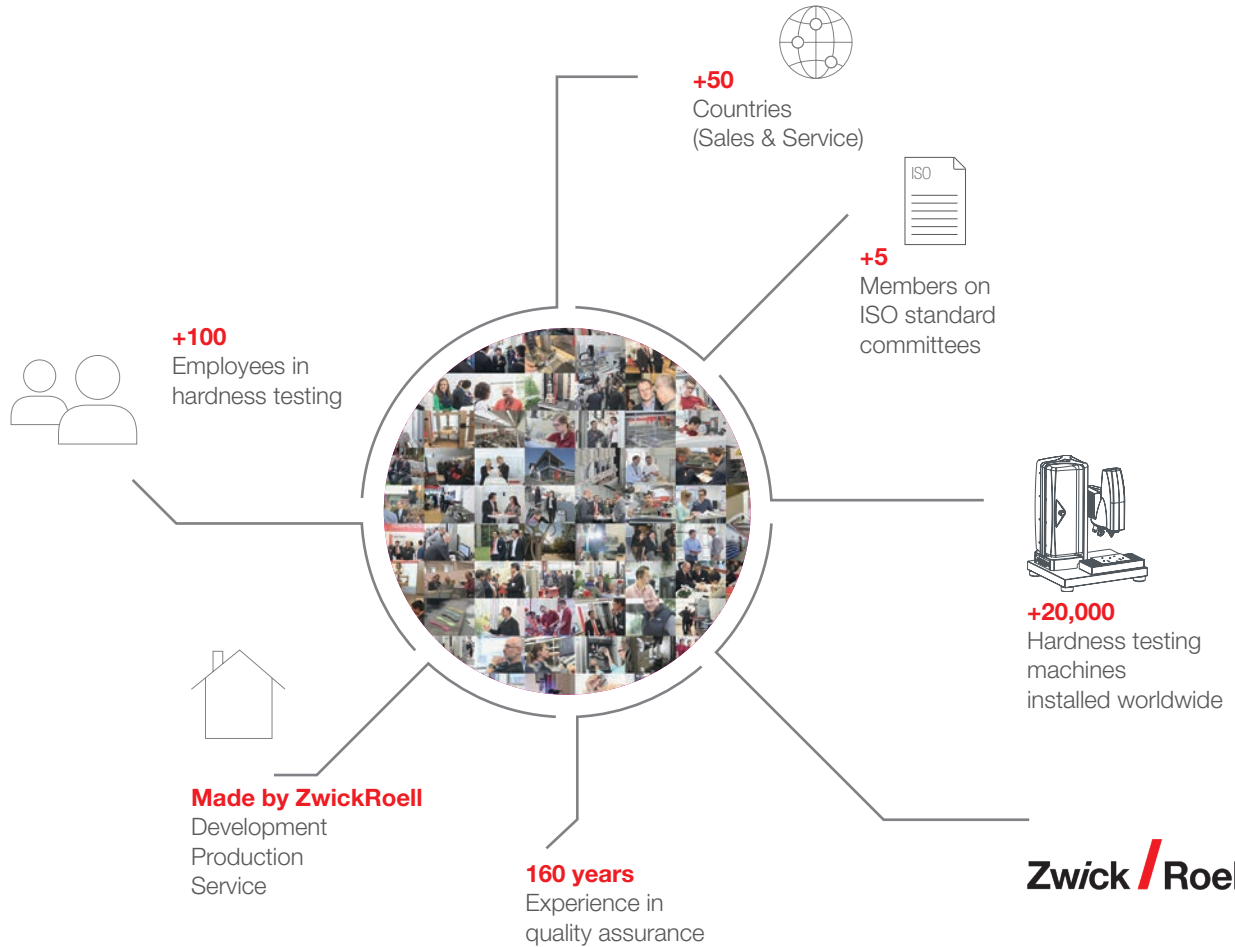 +50
Countries
(Sales & Service)
ISO
+5
Members on
ISO standard
committees
+100
Employees in
hardness testing
+20,000
Hardness testing
machines
installed worldwide
Made by ZwickRoell
Development
Production
Service
160 years
Experience in
quality assurance
Zwick / Roel